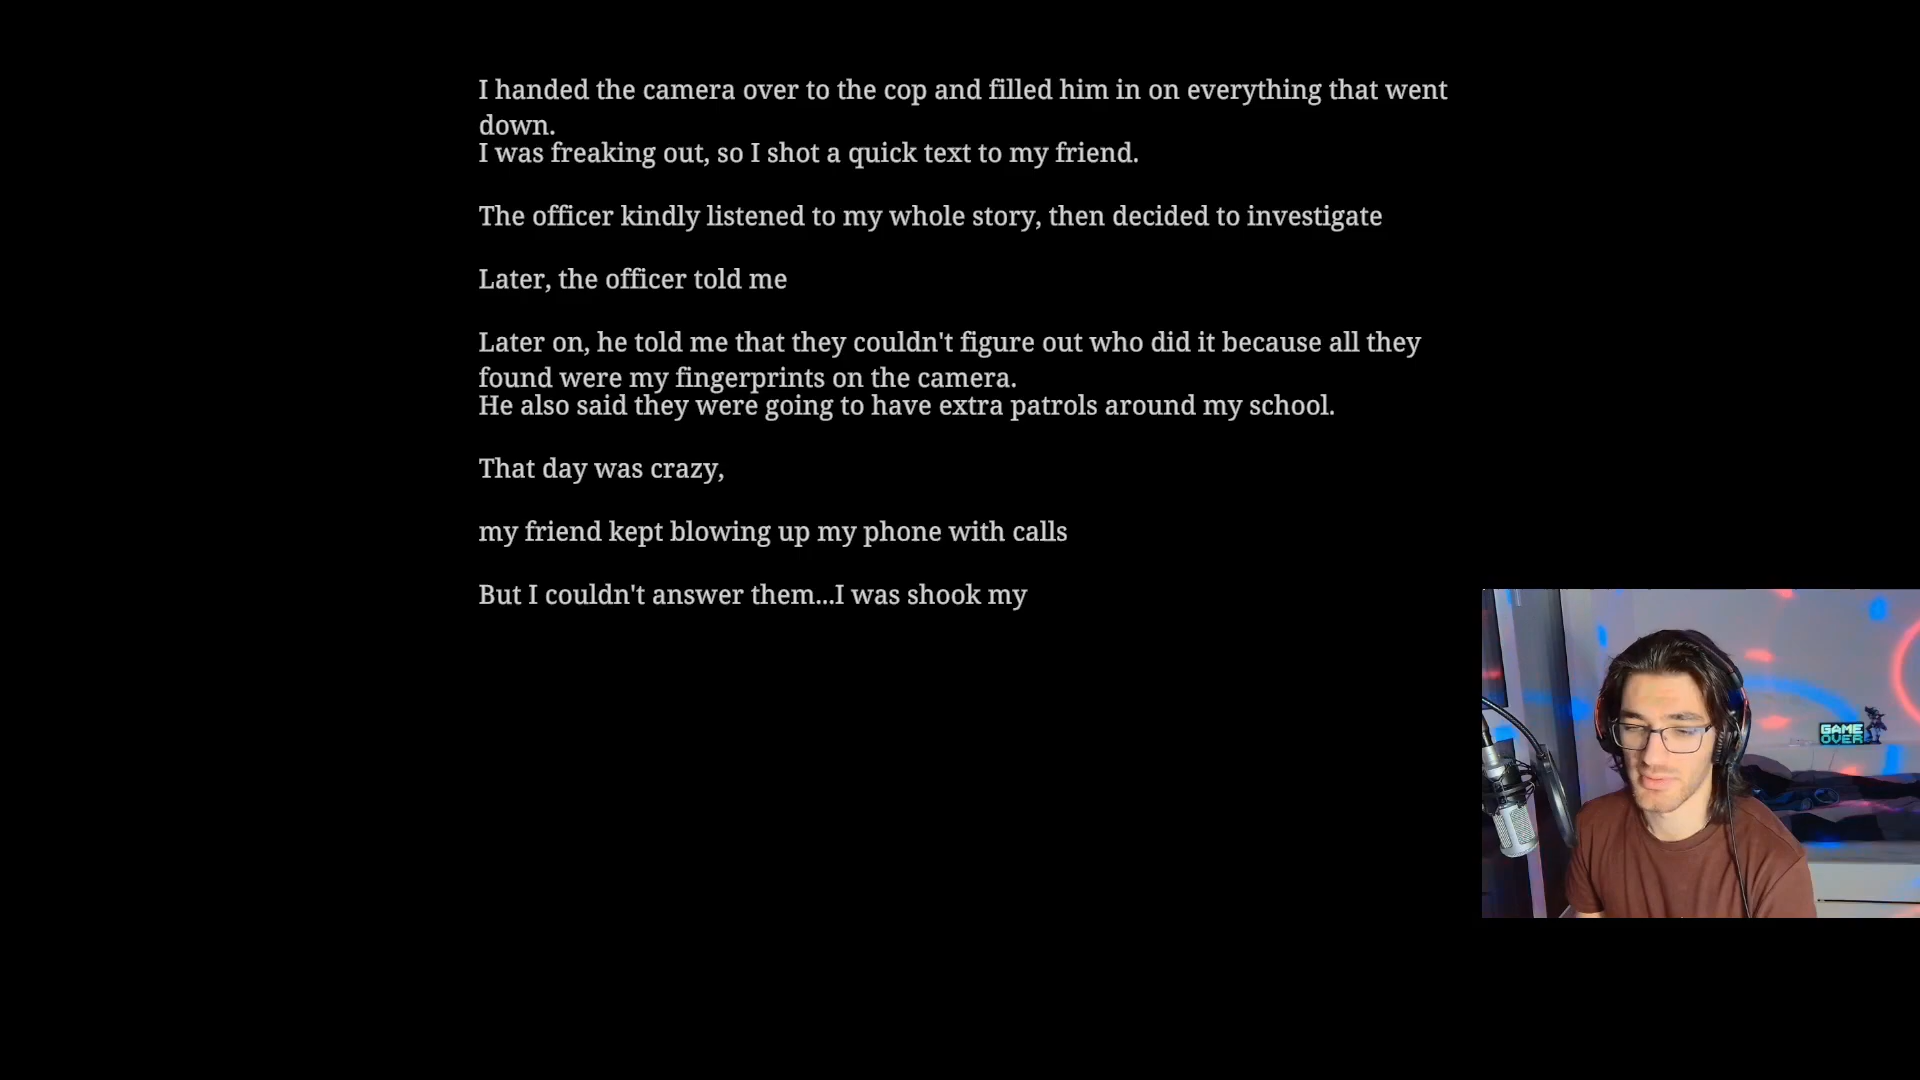 I handed the camera over to the cop and filled him in on everything that went
down.
I was freaking out, so I shot a quick text to my friend.
The officer kindly listened to my whole story, then decided to investigate
Later, the officer told me
Later on, he told me that they couldn't figure out who did it because all they
found were my fingerprints on the camera.
He also said they were going to have extra patrols around my school.
That day was crazy,
my friend kept blowing up my phone with calls
But I couldn't answer them...I was shook my
GAME
OVER